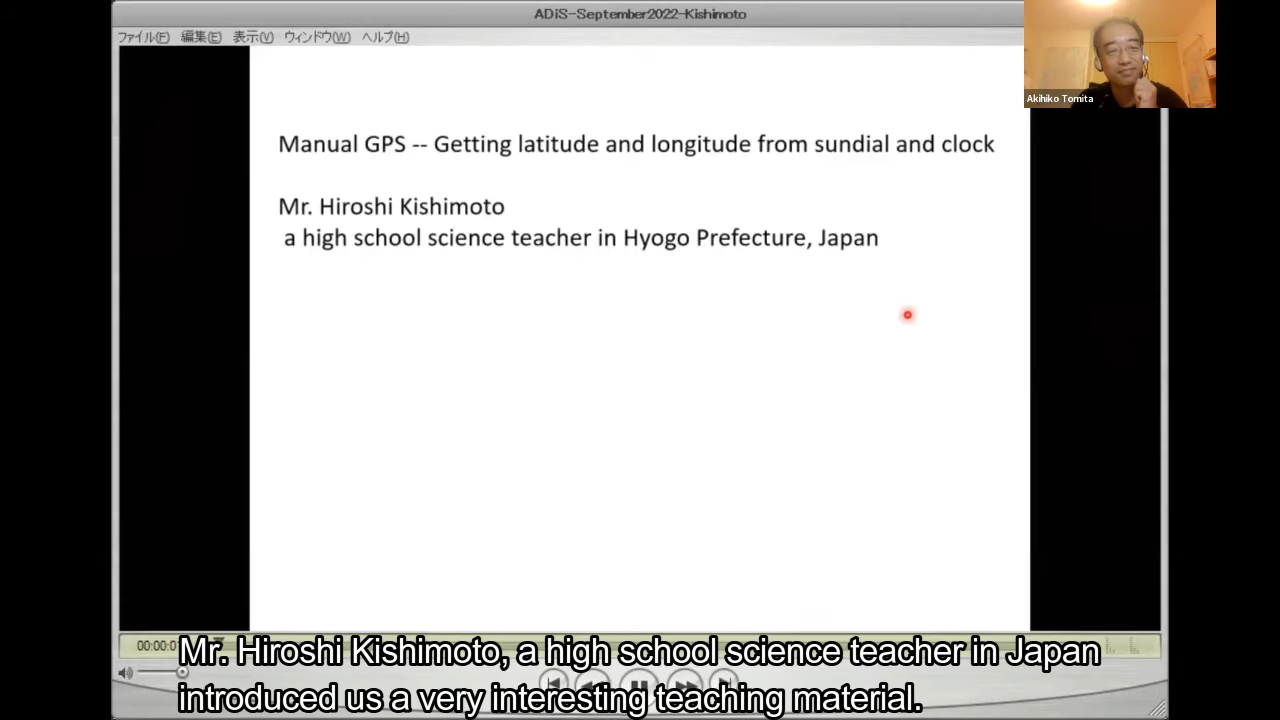 ADiS-September2022-Kishimoto
ファイル(F) 編集(E) 表示(V) ウィンドウ(W) ヘルプ(H)
Akihiko Tomita
Manual GPS -- Getting latitude and longitude from sundial and clock
Mr. Hiroshi Kishimoto
a high school science teacher in Hyogo Prefecture, Japan
Mr. Hiroshi Kishimoto, a high school science teacher in Japan
introduced us a very interesting teaching material.